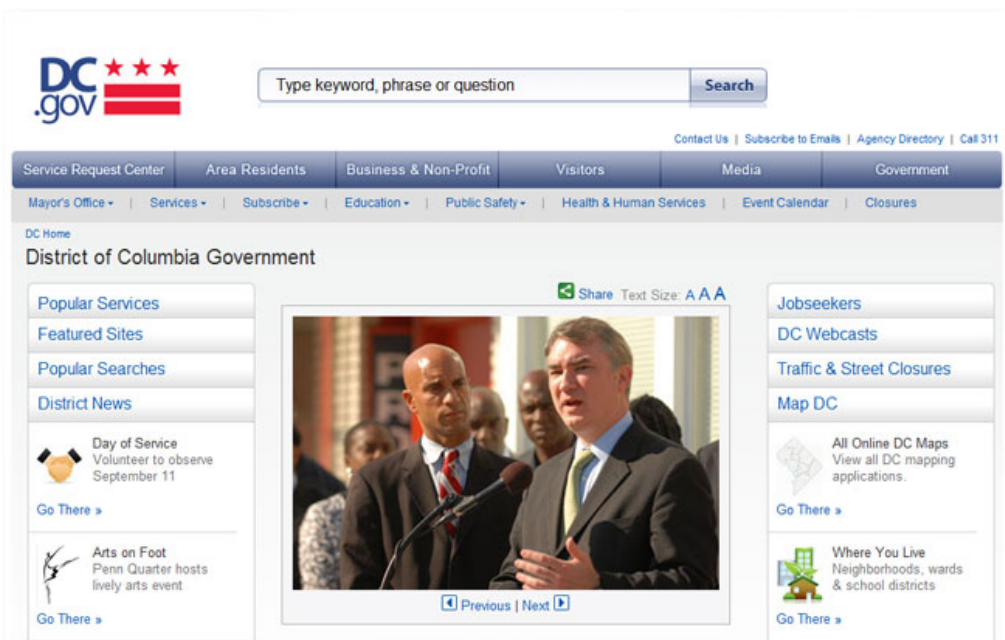 DC
.gov
Type keyword, phrase or question
Search
Contact Us | Subscribe to Emails | Agency Directory | Call 311
Service Request Center Area Residents Business & Non-Profit Visitors Media Government
Mayor's Office | Services | Subscribe | Education | Public Safety | Health & Human Services | Event Calendar | Closures
DC Home
District of Columbia Government
Share Text Size: A A A
Popular Services
Featured Sites
Popular Searches
District News
Day of Service
Volunteer to observe
September 11
Go There »
Arts on Foot
Penn Quarter hosts
lively arts event
Go There »
Previous | Next
Jobseekers
DC Webcasts
Traffic & Street Closures
Map DC
All Online DC Maps
View all DC mapping
applications.
Go There »
Where You Live
Neighborhoods, wards
& school districts
Go There »